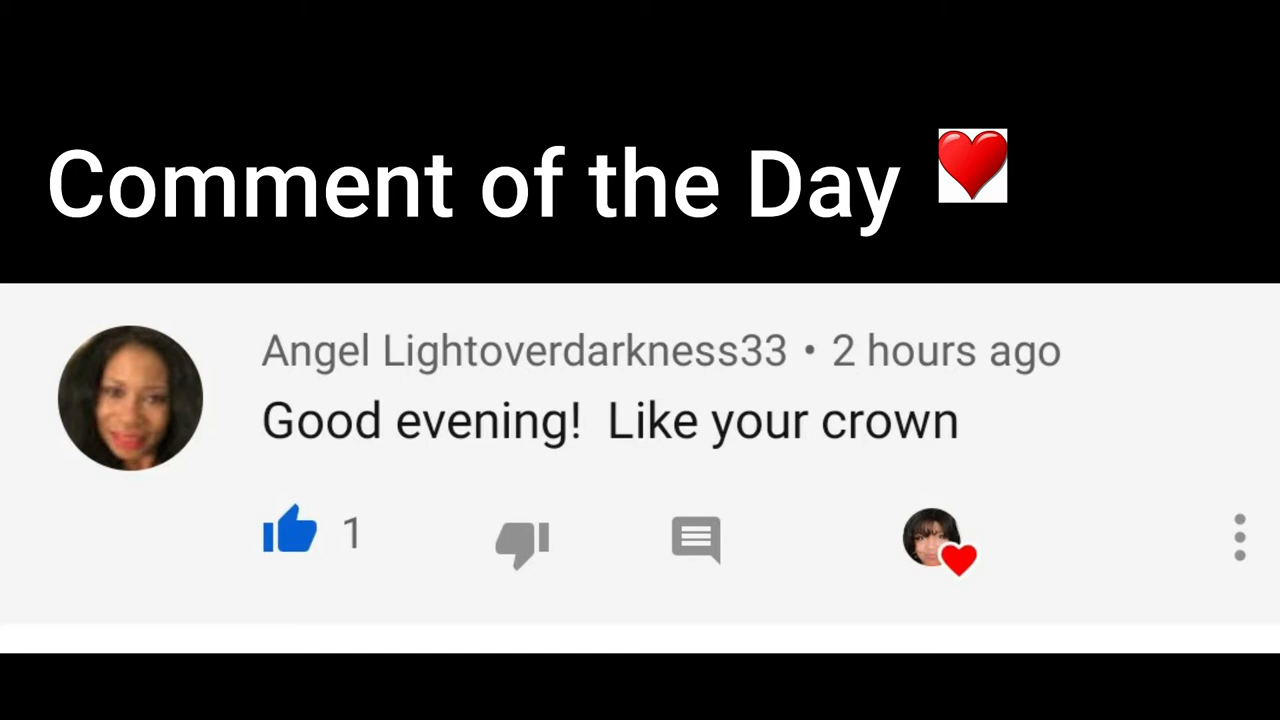 Comment of the Day
Angel Lightoverdarkness33 • 2 hours ago
Good evening!  Like your crown
1